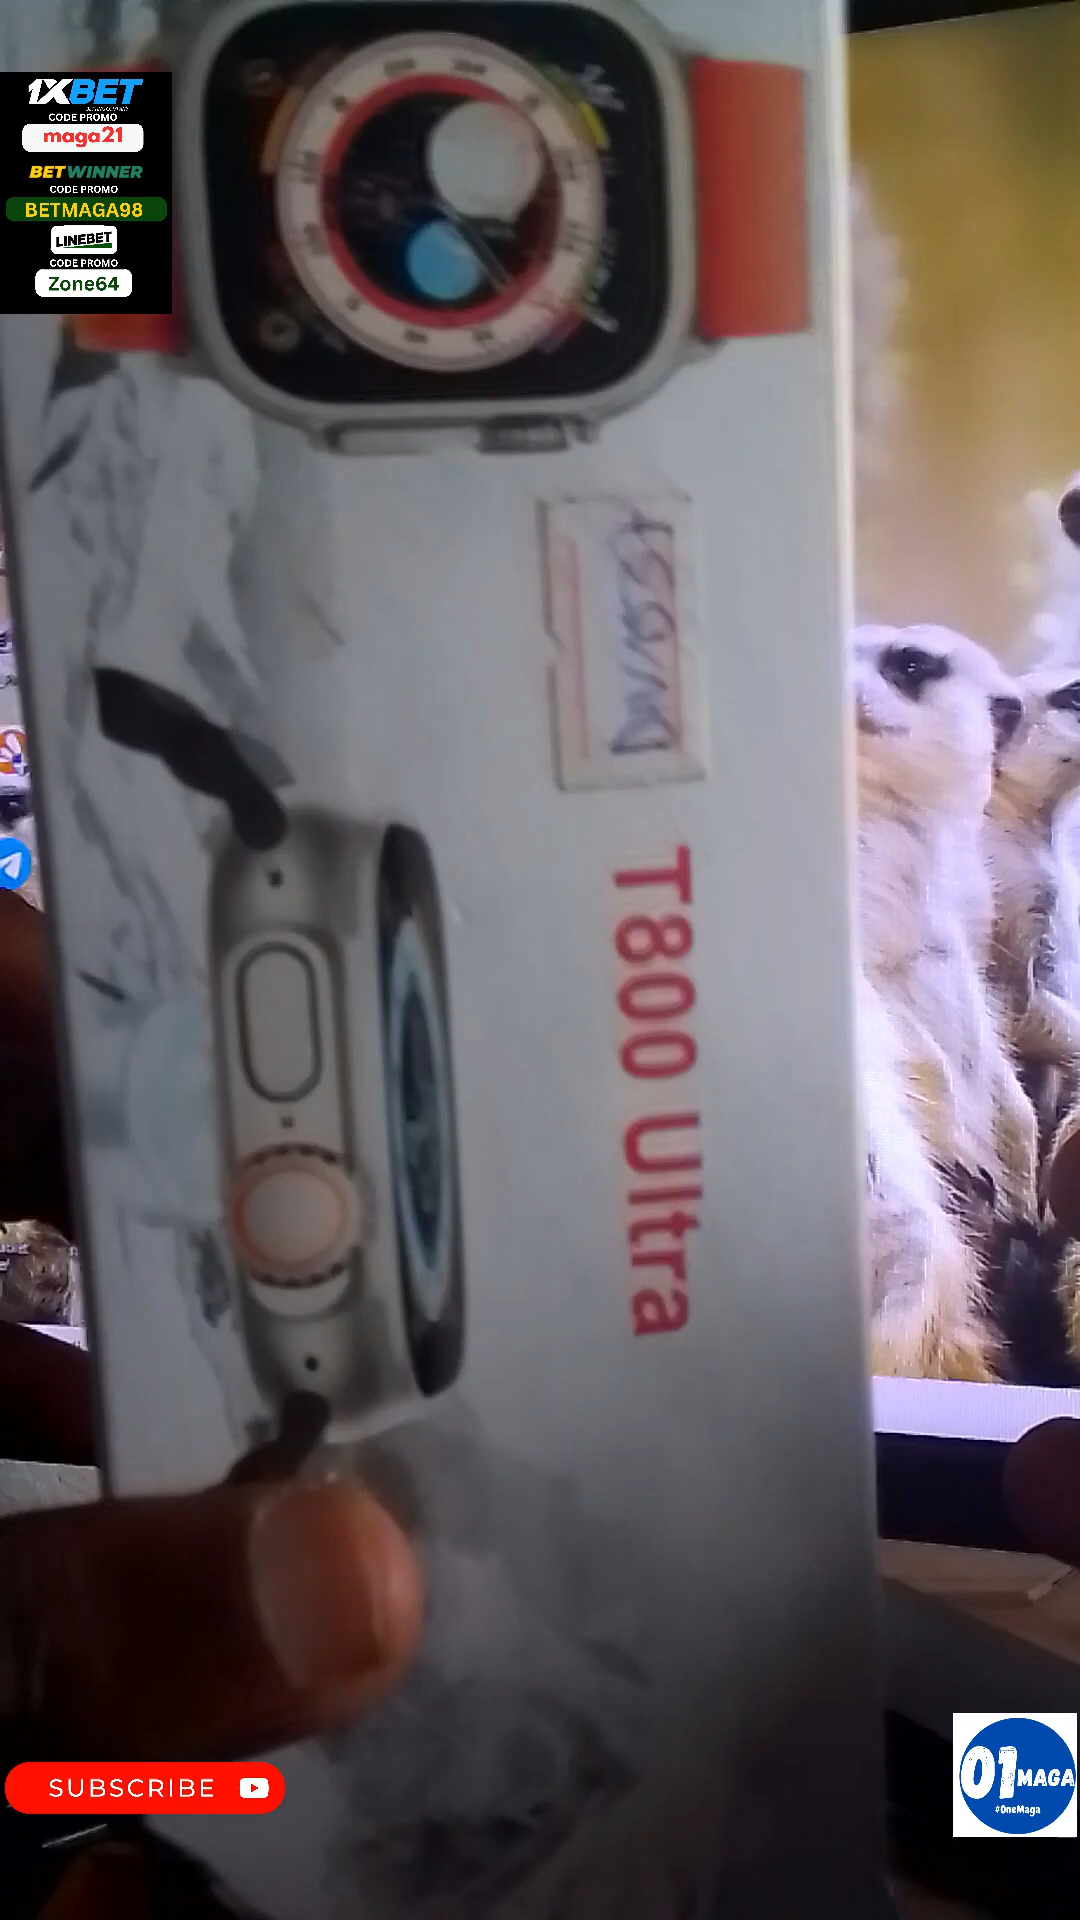 1XBET
CODE PROMO
maga21
BETWINNER
CODE PROMO
BETMAGA98
LINEBET
CODE PROMO
Zone64
T800 Ultra
SUBSCRIBE
01MAGA
#OneMaga